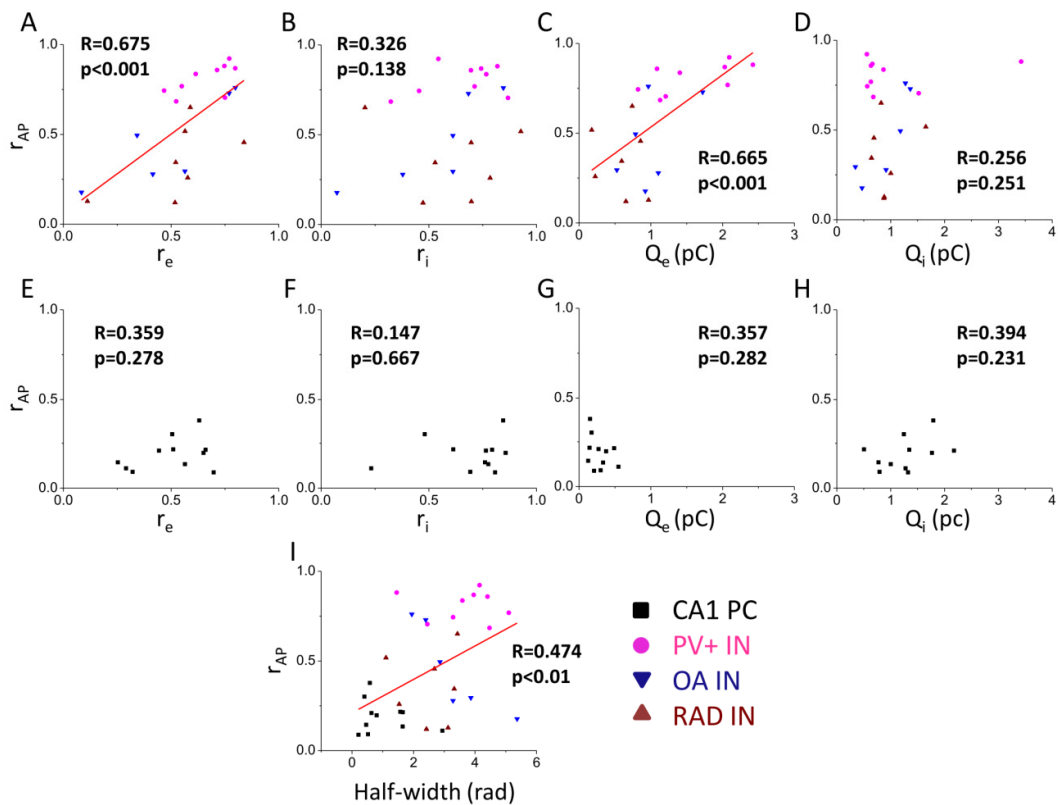 A
R=0.675
p<0.001
1.0
0.5
0.0
r_AP
0.0 0.5 1.0
r_e
B
R=0.326
p=0.138
1.0
0.5
0.0
0.0 0.5 1.0
r_i
C
1.0
0.5
0.0
R=0.665
p<0.001
0 1 2 3
Q_e (pC)
D
1.0
0.5
0.0
R=0.256
p=0.251
0 1 2 3 4
Q_i (pC)
E
1.0
0.5
0.0
R=0.359
p=0.278
r_AP
0.0 0.5 1.0
r_e
F
1.0
0.5
0.0
R=0.147
p=0.667
0.0 0.5 1.0
r_i
G
1.0
0.5
0.0
R=0.357
p=0.282
0 1 2 3
Q_e (pC)
H
1.0
0.5
0.0
R=0.394
p=0.231
0 1 2 3 4
Q_i (pc)
I
1.0
0.5
0.0
r_AP
R=0.474
p<0.01
0 2 4 6
Half-width (rad)
CA1 PC
PV+ IN
OA IN
RAD IN